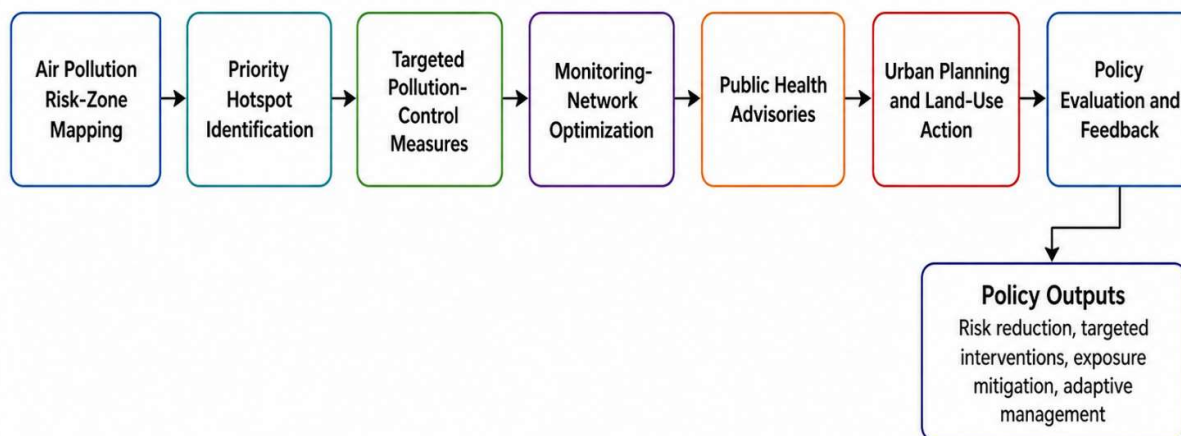 Air Pollution
Risk-Zone
Mapping
Priority
Hotspot
Identification
Targeted
Pollution-
Control
Measures
Monitoring-
Network
Optimization
Public Health
Advisories
Urban Planning
and Land-Use
Action
Policy
Evaluation and
Feedback
Policy Outputs
Risk reduction, targeted
interventions, exposure
mitigation, adaptive
management